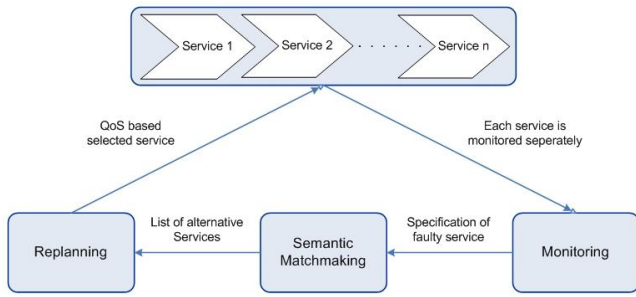 Service 1
Service 2
Service n
QoS based
selected service
Each service is
monitored seperately
List of alternative
Services
Specification of
faulty service
Replanning
Semantic
Matchmaking
Monitoring